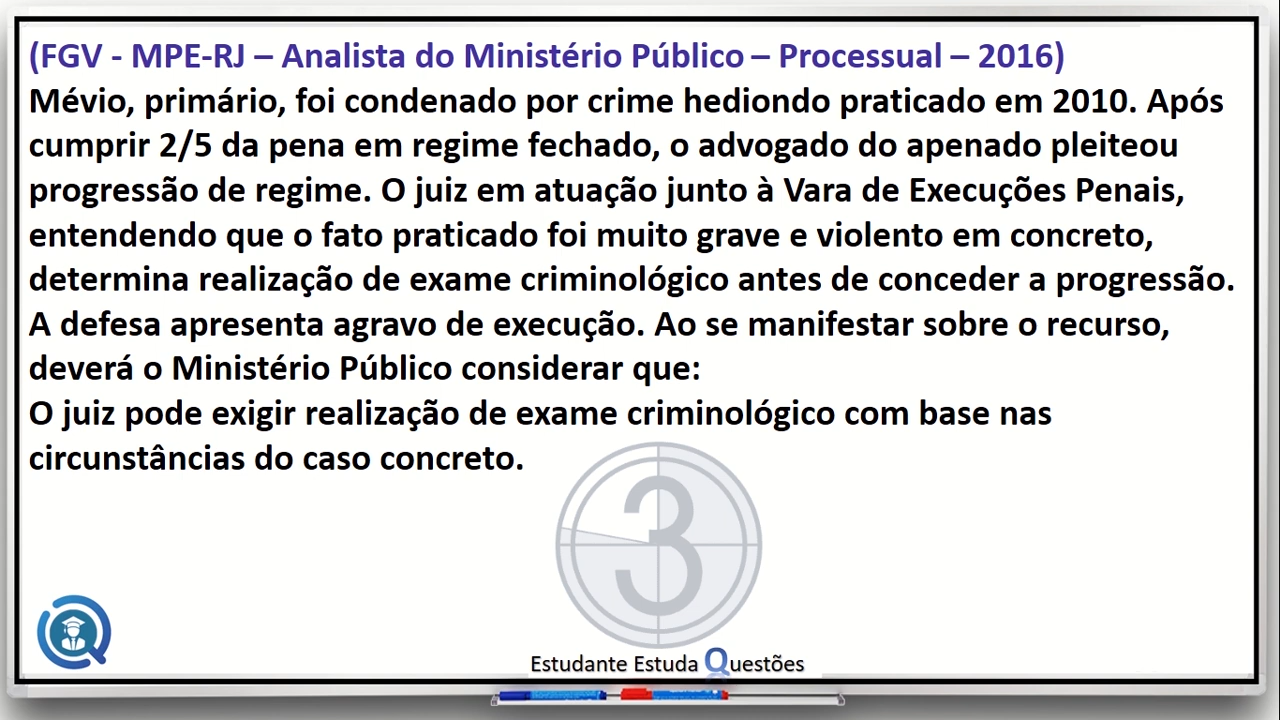 (FGV - MPE-RJ – Analista do Ministério Público – Processual – 2016)
Mévio, primário, foi condenado por crime hediondo praticado em 2010. Após
cumprir 2/5 da pena em regime fechado, o advogado do apenado pleiteou
progressão de regime. O juiz em atuação junto à Vara de Execuções Penais,
entendendo que o fato praticado foi muito grave e violento em concreto,
determina realização de exame criminológico antes de conceder a progressão.
A defesa apresenta agravo de execução. Ao se manifestar sobre o recurso,
deverá o Ministério Público considerar que:
O juiz pode exigir realização de exame criminológico com base nas
circunstâncias do caso concreto.
3
Estudante Estuda Questões